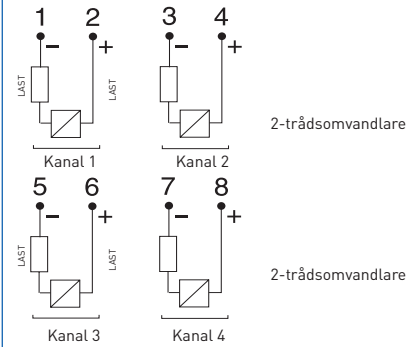 1 2 3 4
− + − +
LAST LAST
2-trådsomvandlare
Kanal 1 Kanal 2
5 6 7 8
− + − +
LAST LAST
2-trådsomvandlare
Kanal 3 Kanal 4